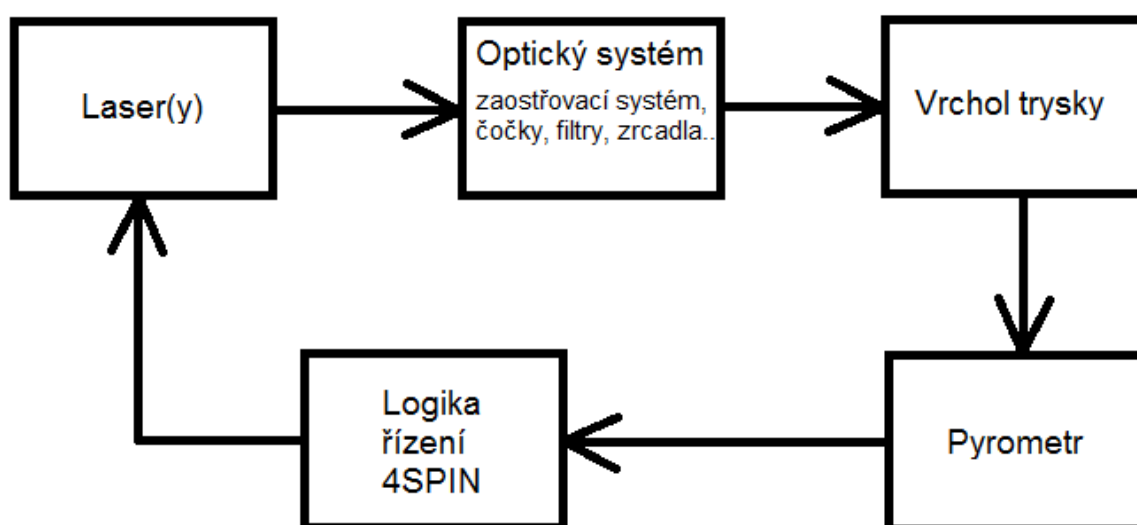 Laser(y)
Optický systém
zaostřovací systém,
čočky, filtry, zrcadla..
Vrchol trysky
Logika
řízení
4SPIN
Pyrometr